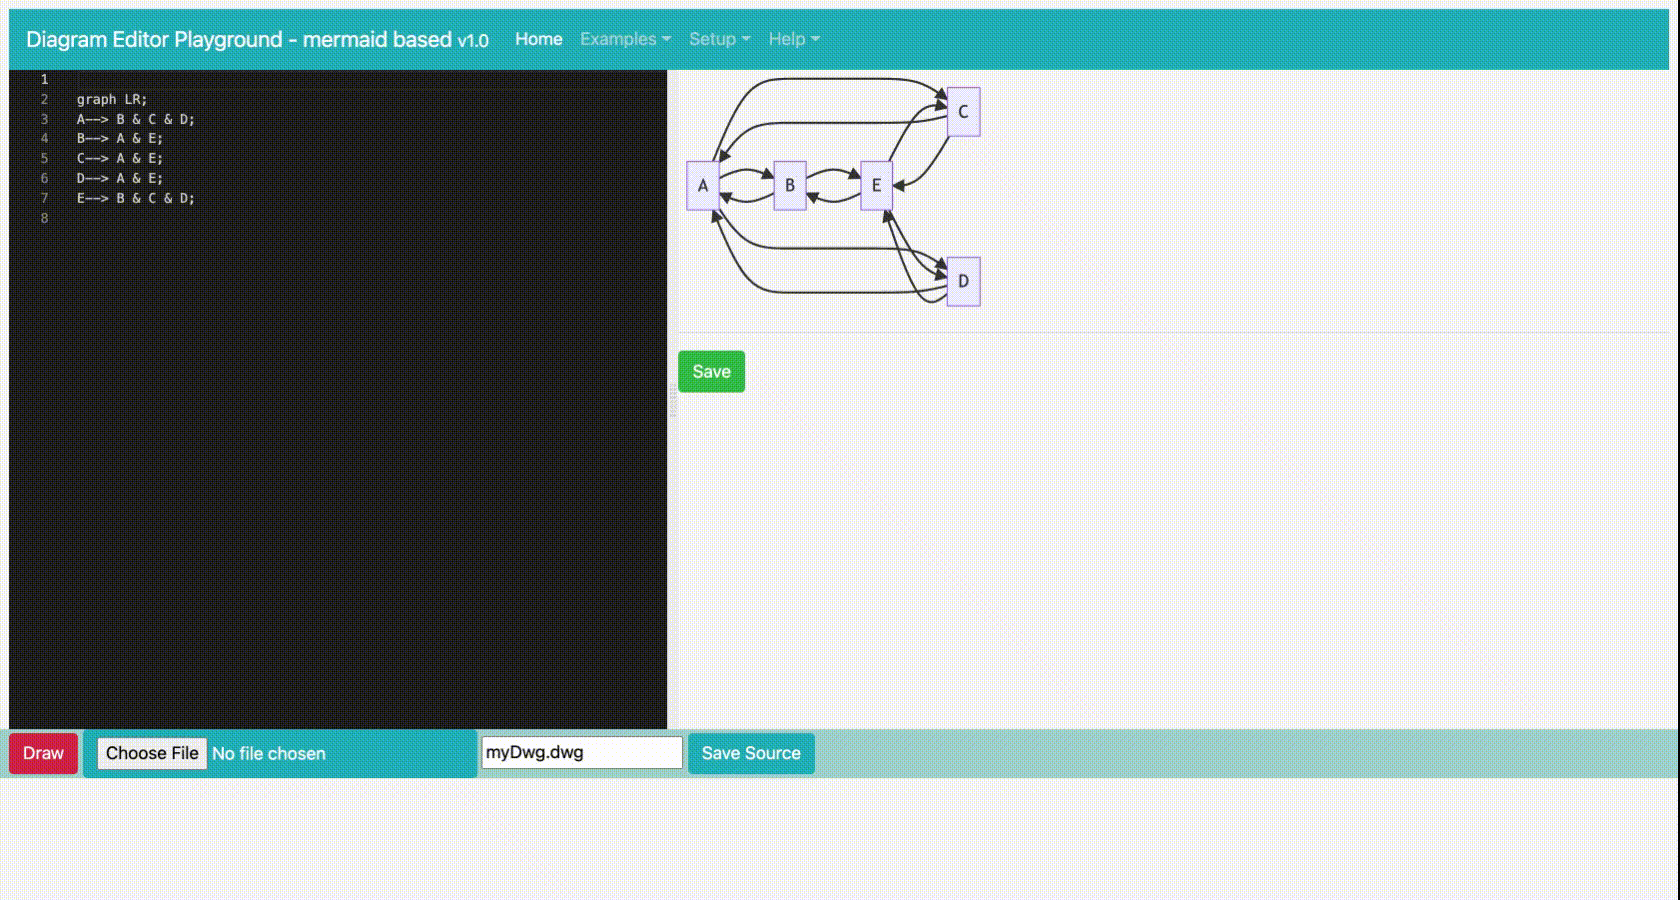 Diagram Editor Playground - mermaid based v1.0 Home Examples Setup Help
1
2 graph LR;
3 A--> B & C & D;
4 B--> A & E;
5 C--> A & E;
6 D--> A & E;
7 E--> B & C & D;
8
C
A B E
D
Save
Draw Choose File No file chosen myDwg.dwg Save Source